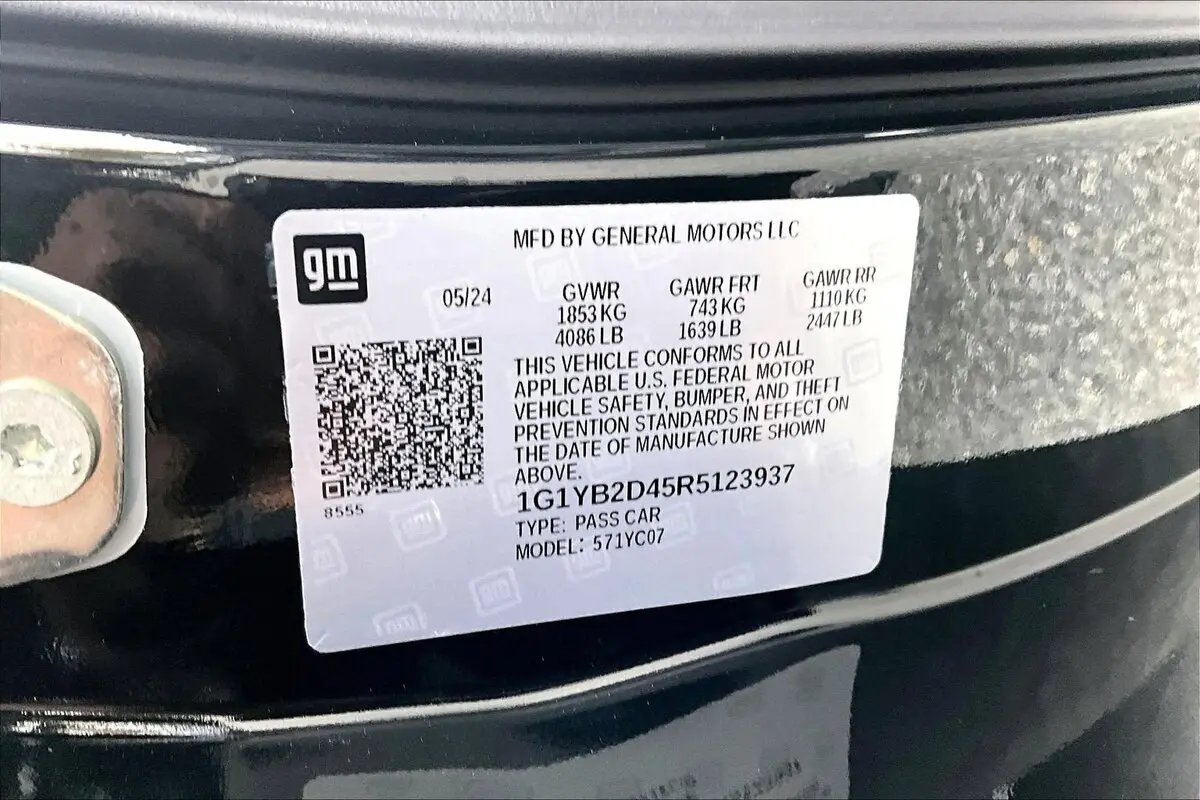 gm
MFD BY GENERAL MOTORS LLC
05/24
GVWR
1853 KG
4086 LB
GAWR FRT
743 KG
1639 LB
GAWR RR
1110 KG
2447 LB
THIS VEHICLE CONFORMS TO ALL
APPLICABLE U.S. FEDERAL MOTOR
VEHICLE SAFETY, BUMPER, AND THEFT
PREVENTION STANDARDS IN EFFECT ON
THE DATE OF MANUFACTURE SHOWN
ABOVE.
1G1YB2D45R5123937
TYPE: PASS CAR
MODEL: 571YC07
8555